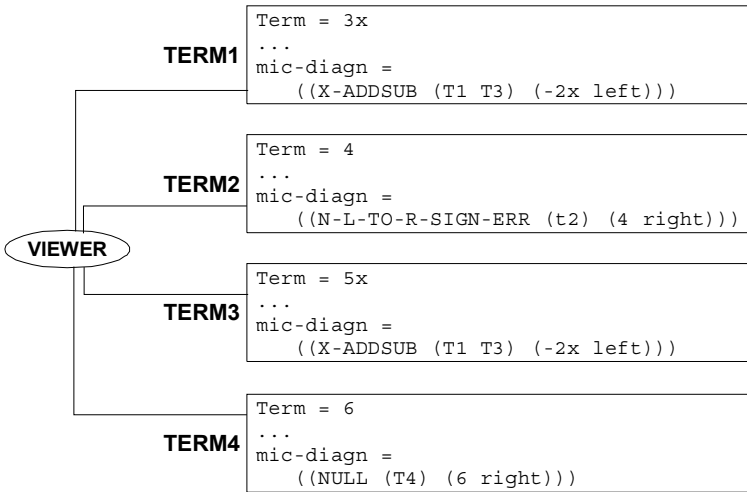 TERM1
Term = 3x
...
mic-diagn =
((X-ADDSUB (T1 T3) (-2x left)))
TERM2
Term = 4
...
mic-diagn =
((N-L-TO-R-SIGN-ERR (t2) (4 right)))
VIEWER
TERM3
Term = 5x
...
mic-diagn =
((X-ADDSUB (T1 T3) (-2x left)))
TERM4
Term = 6
...
mic-diagn =
((NULL (T4) (6 right)))